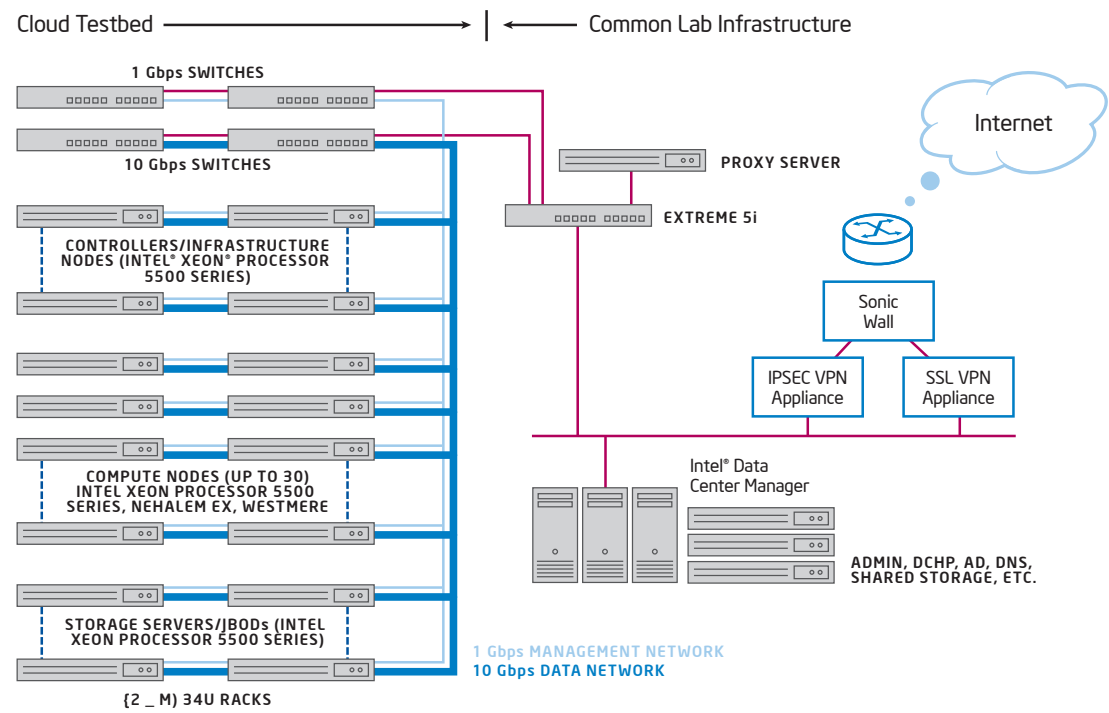 Cloud Testbed
Common Lab Infrastructure
1 Gbps SWITCHES
10 Gbps SWITCHES
CONTROLLERS/INFRASTRUCTURE
NODES (INTEL® XEON® PROCESSOR
5500 SERIES)
COMPUTE NODES (UP TO 30)
INTEL XEON PROCESSOR 5500
SERIES, NEHALEM EX, WESTMERE
STORAGE SERVERS/JBODs (INTEL
XEON PROCESSOR 5500 SERIES)
{2 _ M) 34U RACKS
1 Gbps MANAGEMENT NETWORK
10 Gbps DATA NETWORK
PROXY SERVER
EXTREME 5i
Internet
Sonic
Wall
IPSEC VPN
Appliance
SSL VPN
Appliance
Intel® Data
Center Manager
ADMIN, DCHP, AD, DNS,
SHARED STORAGE, ETC.